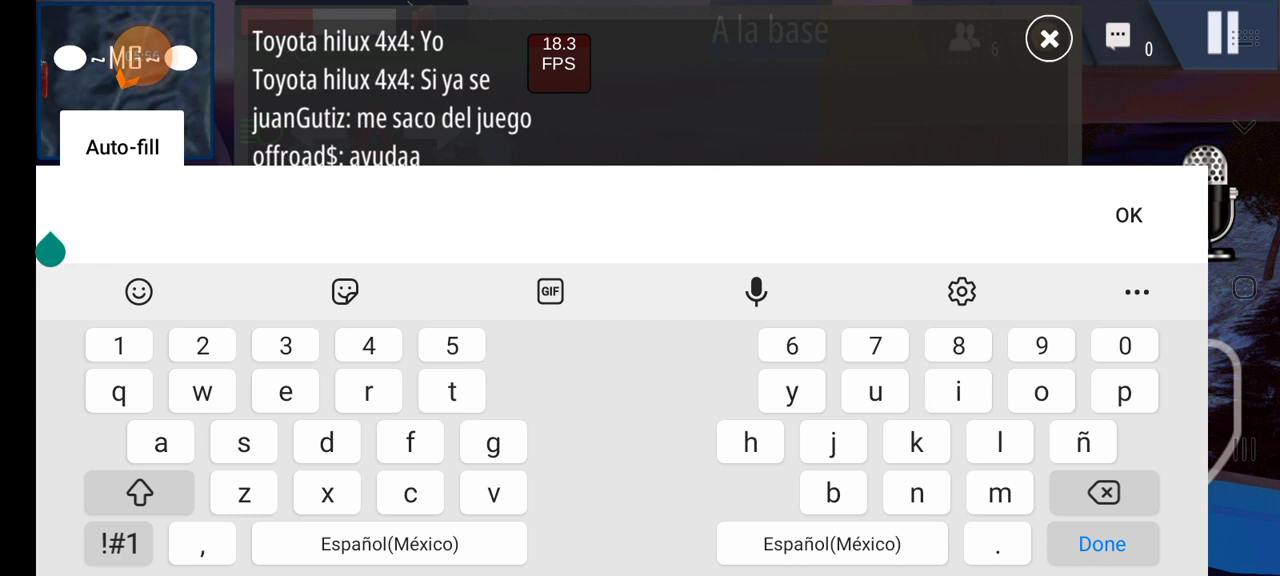 ~MG~
Toyota hilux 4x4: Yo
Toyota hilux 4x4: Si ya se
juanGutiz: me saco del juego
offroad$: ayudaa
18.3
FPS
A la base
6
0
Auto-fill
OK
GIF
1 2 3 4 5 6 7 8 9 0
q w e r t y u i o p
a s d f g h j k l ñ
z x c v b n m
!#1 , Español(México) Español(México) . Done